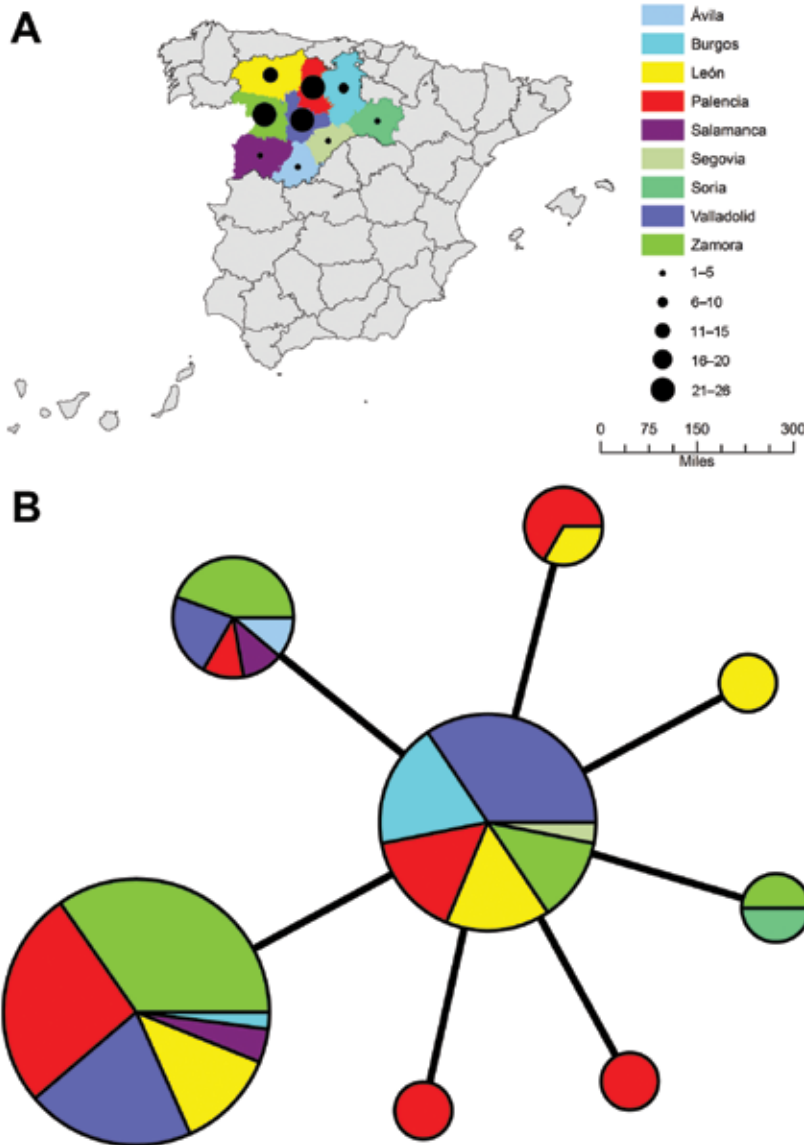 A
Ávila
Burgos
León
Palencia
Salamanca
Segovia
Soria
Valladolid
Zamora
1–5
6–10
11–15
16–20
21–26
0 75 150 300
Miles
B